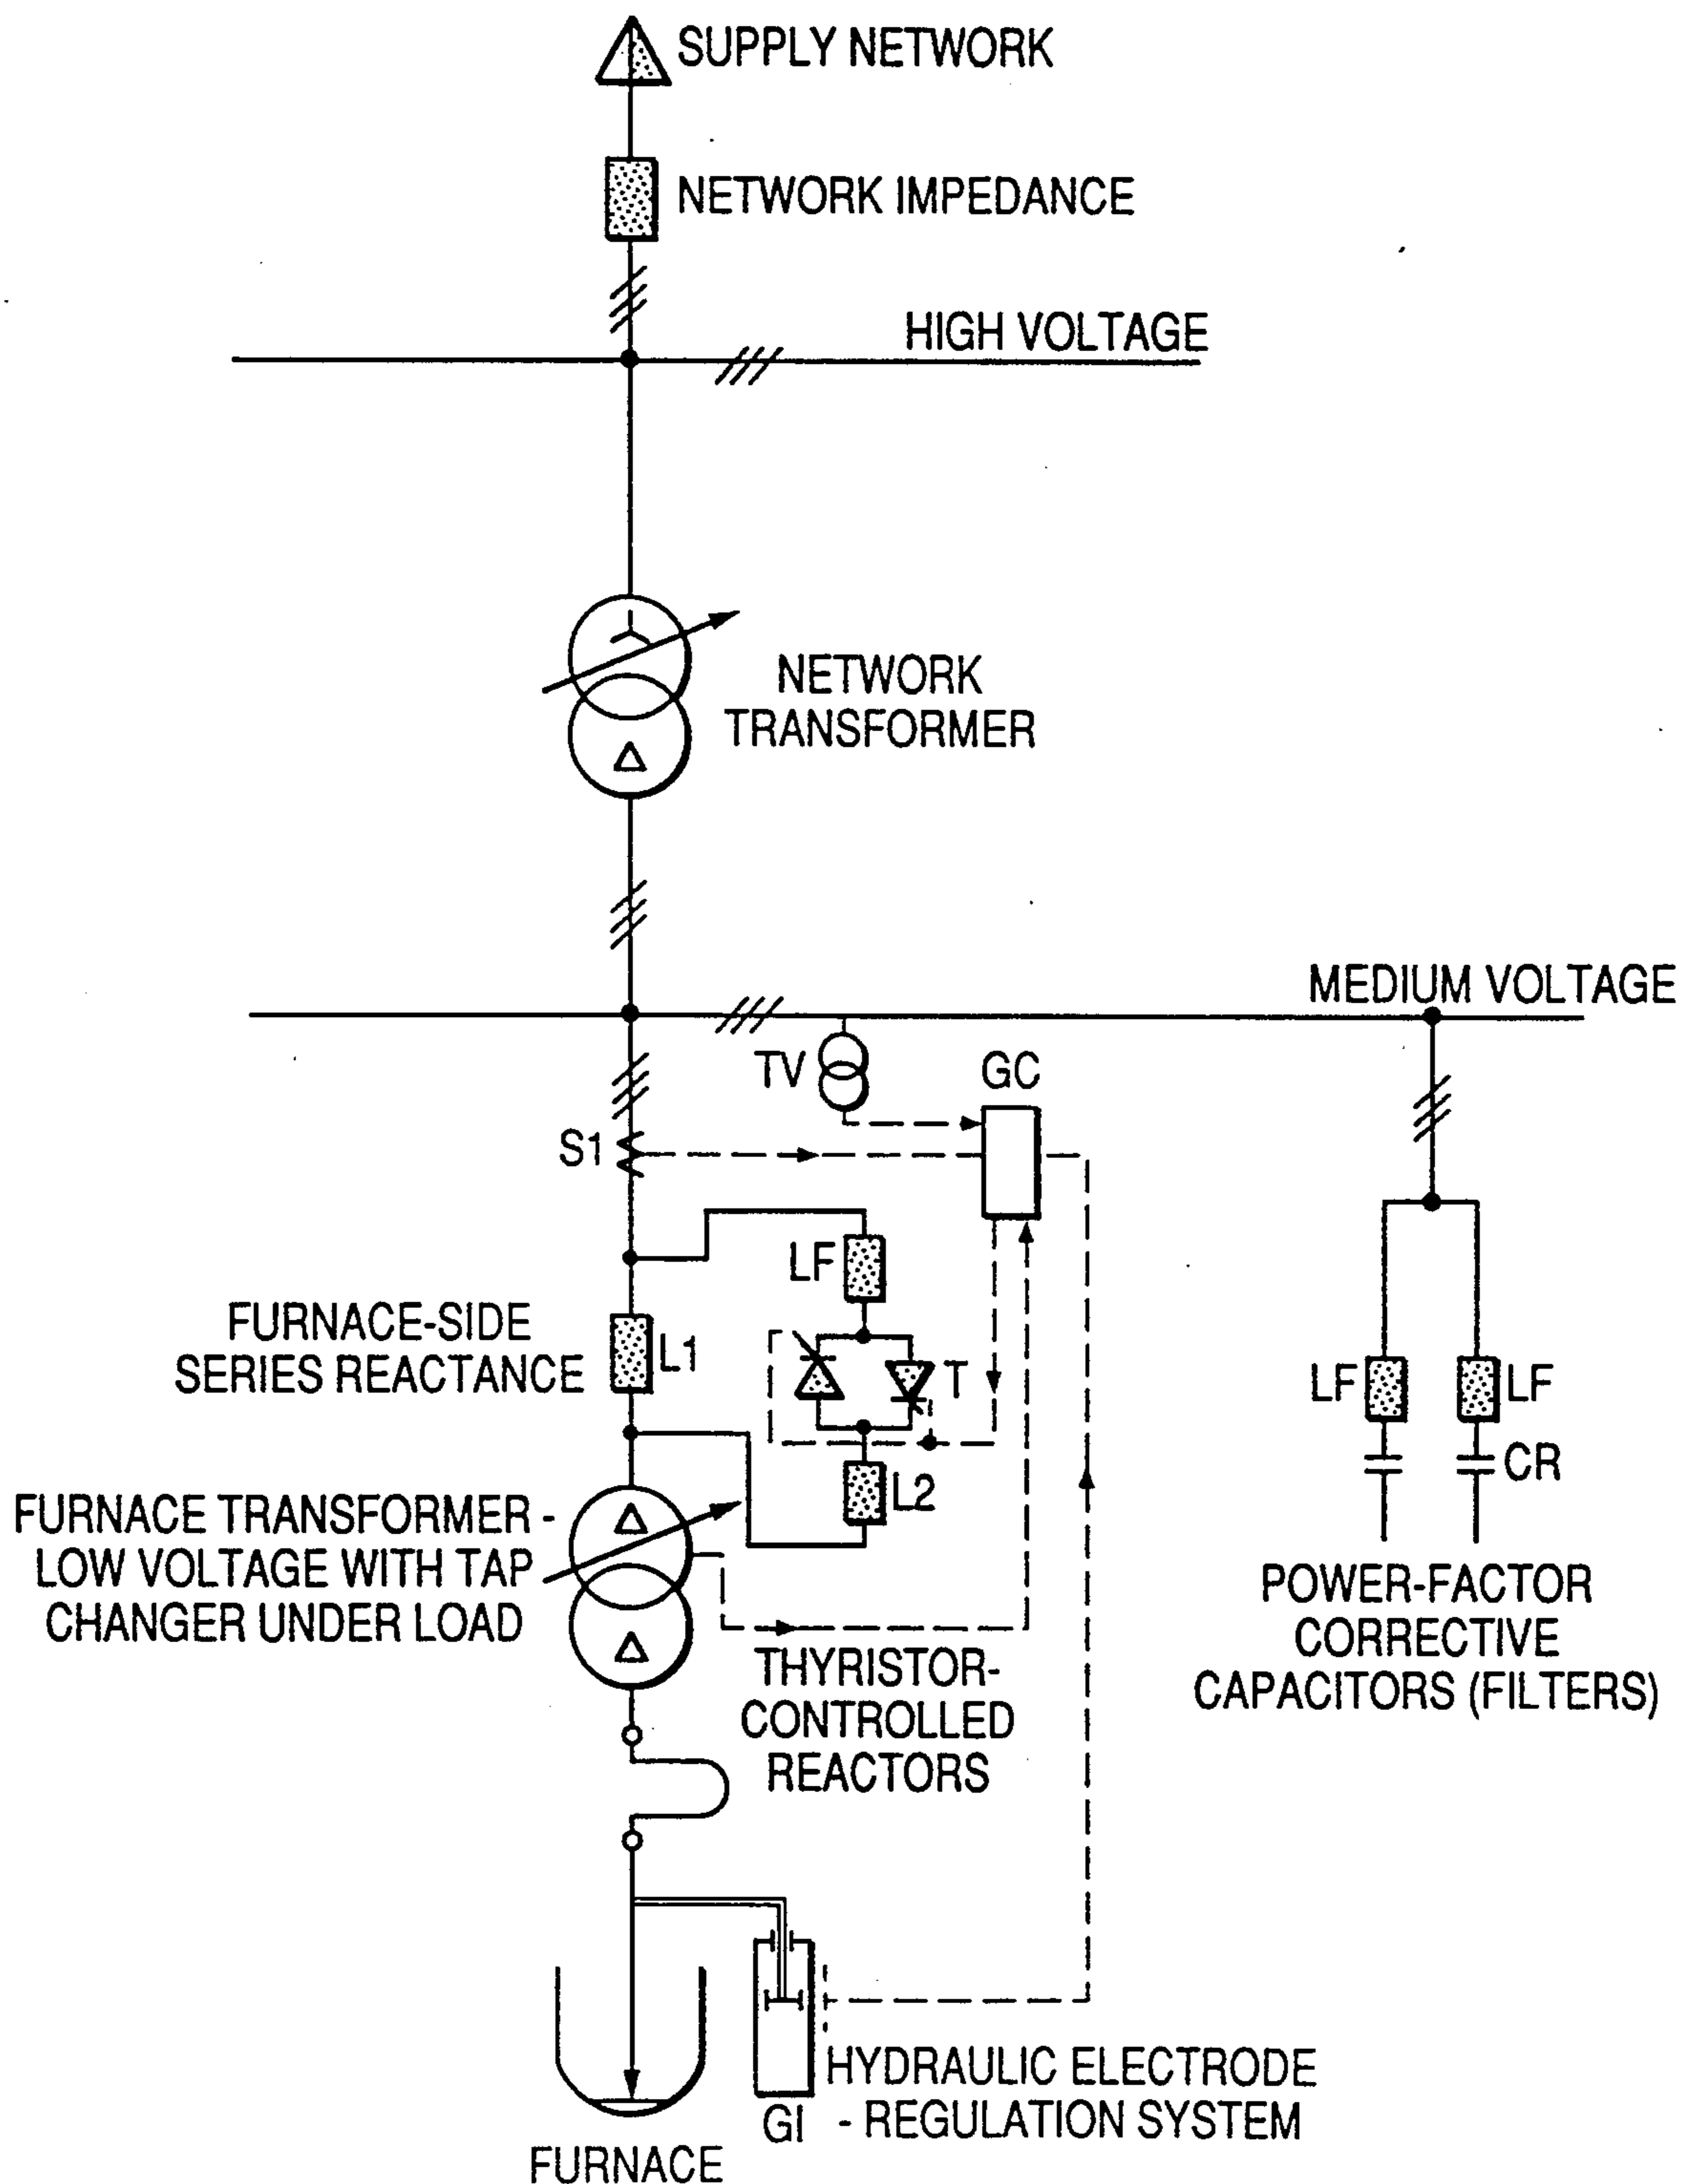 SUPPLY NETWORK
NETWORK IMPEDANCE
HIGH VOLTAGE
NETWORK
TRANSFORMER
MEDIUM VOLTAGE
TV
GC
S1
LF
FURNACE-SIDE
SERIES REACTANCE
L1
T
LF
LF
L2
CR
FURNACE TRANSFORMER -
LOW VOLTAGE WITH TAP
CHANGER UNDER LOAD
POWER-FACTOR
CORRECTIVE
CAPACITORS (FILTERS)
THYRISTOR-
CONTROLLED
REACTORS
HYDRAULIC ELECTRODE
- REGULATION SYSTEM
GI
FURNACE